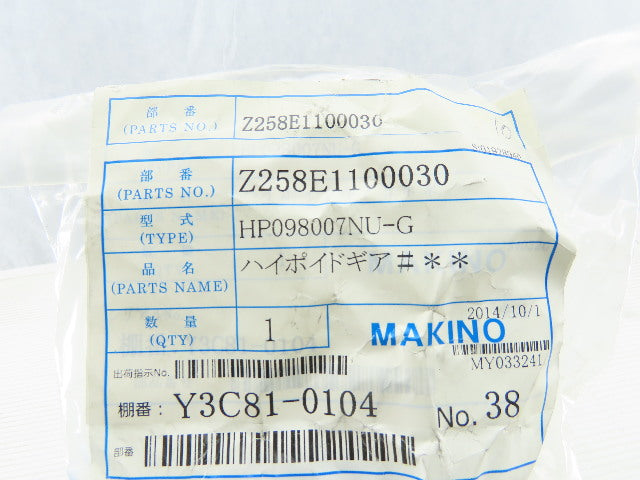 部 番
(PARTS NO.) Z258E1100030
部 番
(PARTS NO.) Z258E1100030
型 式
(TYPE) HP098007NU-G
品 名
(PARTS NAME) ハイポイドギア#**
数 量
(QTY) 1
MAKINO
2014/10/1
MY033241
出荷指示No.
棚番: Y3C81-0104 No. 38
部番